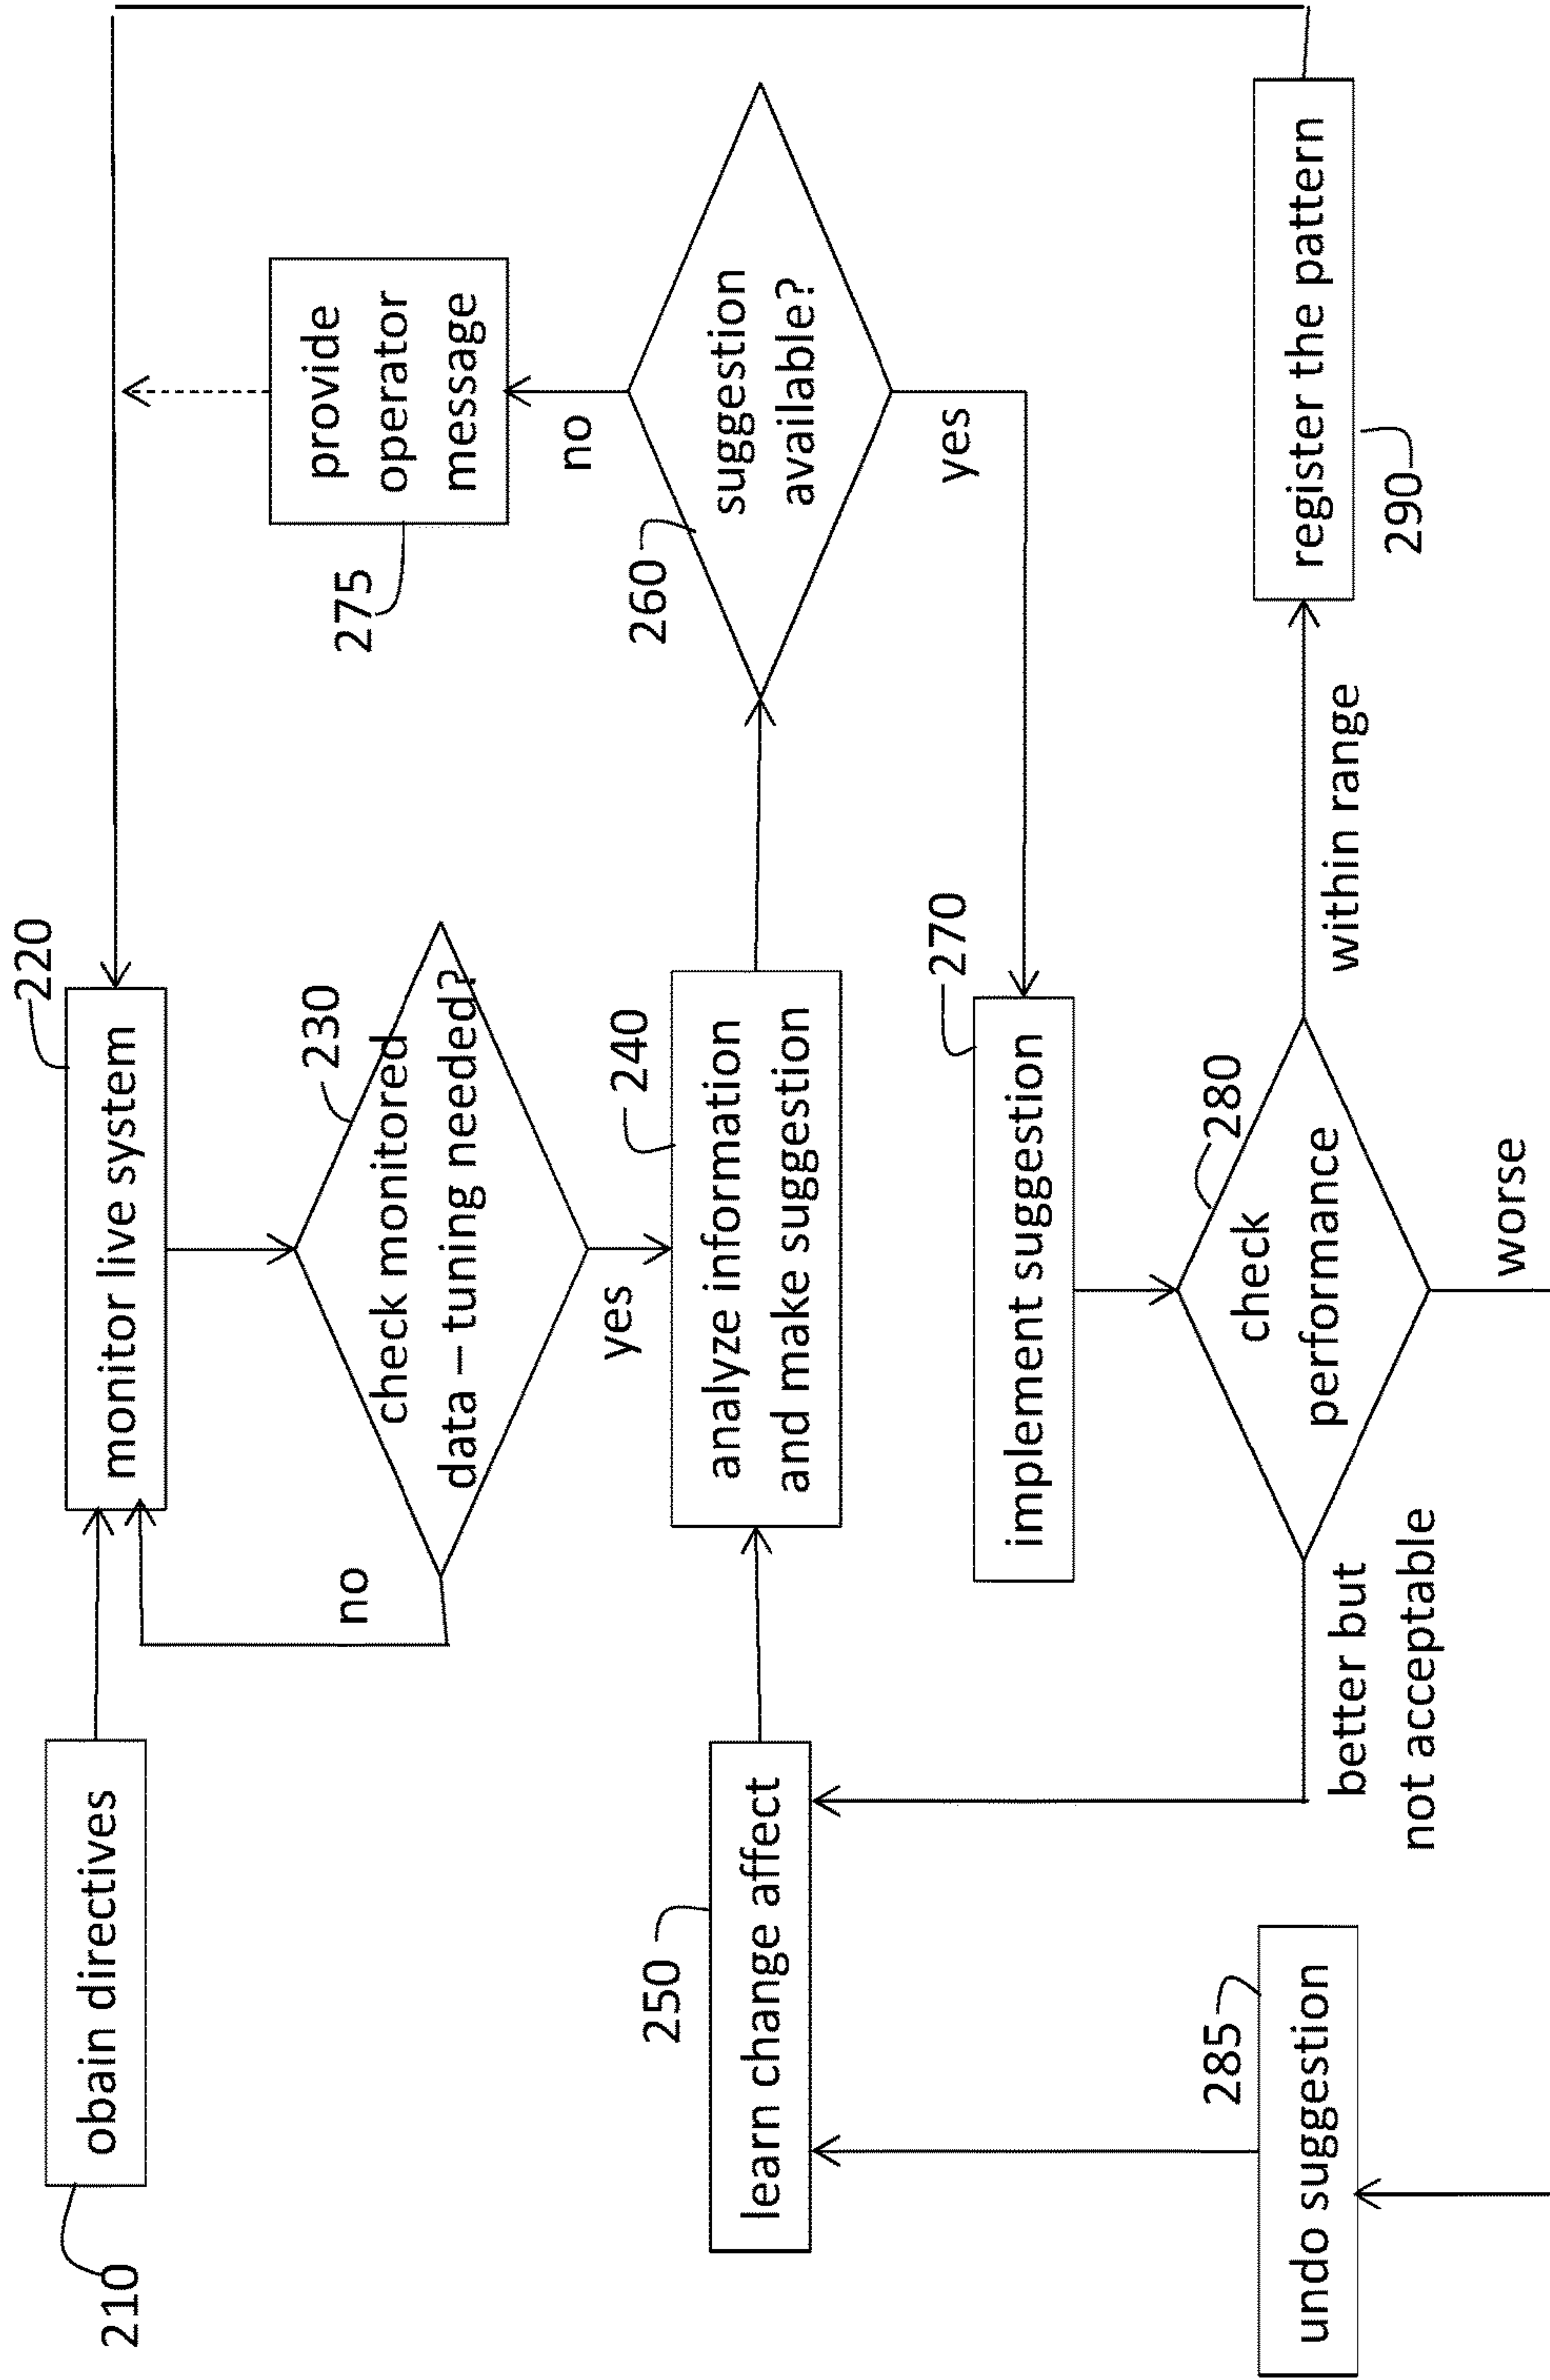 210
obain directives
220
monitor live system
no
230
check monitored
data – tuning needed?
yes
275
provide
operator
message
no
250
learn change affect
240
analyze information
and make suggestion
260
suggestion
available?
yes
270
implement suggestion
285
undo suggestion
280
check
performance
better but
not acceptable
within range
worse
register the pattern
290